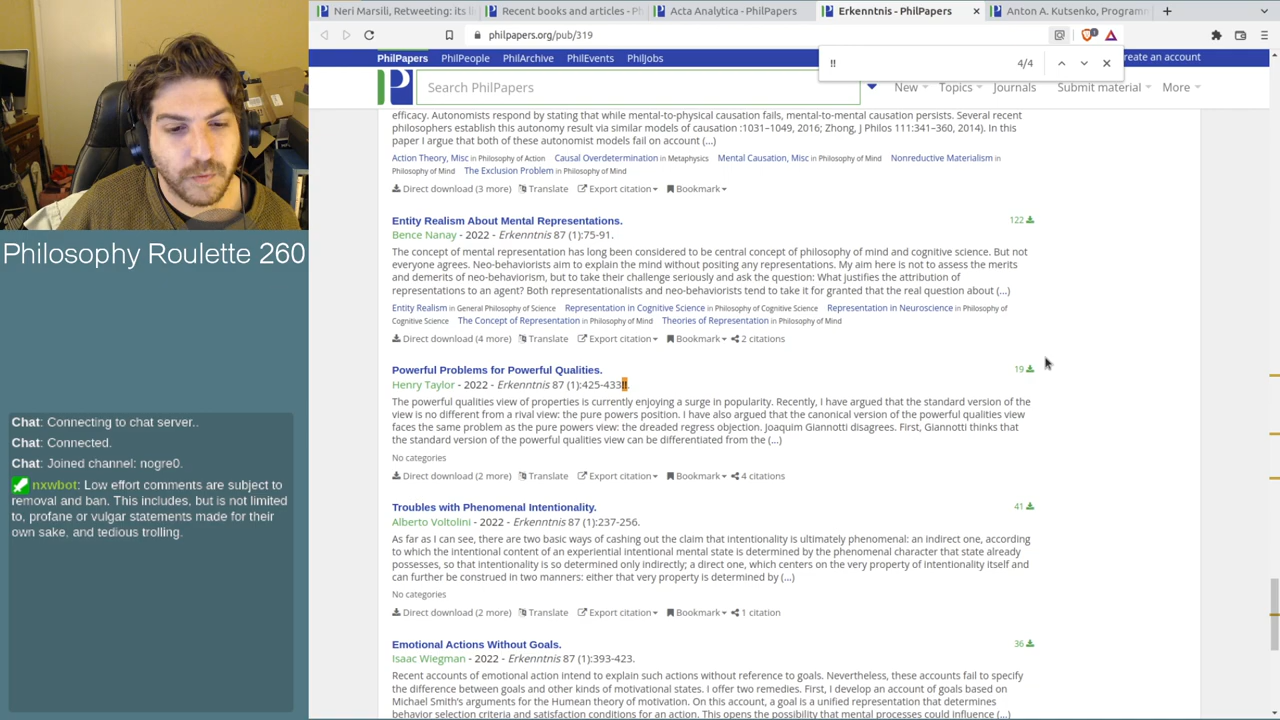 Neri Marsili, Retweeting: its l
Recent books and articles - Ph
Acta Analytica - PhilPapers
Erkenntnis - PhilPapers
Anton A. Kutsenko, Programm
philpapers.org/pub/319
!!
4/4
PhilPapers PhilPeople PhilArchive PhilEvents PhilJobs
create an account
Search PhilPapers
New Topics Journals Submit material More
efficacy. Autonomists respond by stating that while mental-to-physical causation fails, mental-to-mental causation persists. Several recent
philosophers establish this autonomy result via similar models of causation :1031–1049, 2016; Zhong, J Philos 111:341–360, 2014). In this
paper I argue that both of these autonomist models fail on account (...)
Action Theory, Misc in Philosophy of Action Causal Overdetermination in Metaphysics Mental Causation, Misc in Philosophy of Mind Nonreductive Materialism in
Philosophy of Mind The Exclusion Problem in Philosophy of Mind
Direct download (3 more) Translate Export citation Bookmark
Entity Realism About Mental Representations. 122
Bence Nanay - 2022 - Erkenntnis 87 (1):75-91.
The concept of mental representation has long been considered to be central concept of philosophy of mind and cognitive science. But not
everyone agrees. Neo-behaviorists aim to explain the mind without positing any representations. My aim here is not to assess the merits
and demerits of neo-behaviorism, but to take their challenge seriously and ask the question: What justifies the attribution of
representations to an agent? Both representationalists and neo-behaviorists tend to take it for granted that the real question about (...)
Entity Realism in General Philosophy of Science Representation in Cognitive Science in Philosophy of Cognitive Science Representation in Neuroscience in Philosophy of
Cognitive Science The Concept of Representation in Philosophy of Mind Theories of Representation in Philosophy of Mind
Direct download (4 more) Translate Export citation Bookmark 2 citations
Powerful Problems for Powerful Qualities. 19
Henry Taylor - 2022 - Erkenntnis 87 (1):425-433!!.
The powerful qualities view of properties is currently enjoying a surge in popularity. Recently, I have argued that the standard version of the
view is no different from a rival view: the pure powers position. I have also argued that the canonical version of the powerful qualities view
faces the same problem as the pure powers view: the dreaded regress objection. Joaquim Giannotti disagrees. First, Giannotti thinks that
the standard version of the powerful qualities view can be differentiated from the (...)
No categories
Direct download (2 more) Translate Export citation Bookmark 4 citations
Troubles with Phenomenal Intentionality. 41
Alberto Voltolini - 2022 - Erkenntnis 87 (1):237-256.
As far as I can see, there are two basic ways of cashing out the claim that intentionality is ultimately phenomenal: an indirect one, according
to which the intentional content of an experiential intentional mental state is determined by the phenomenal character that state already
possesses, so that intentionality is so determined only indirectly; a direct one, which centers on the very property of intentionality itself and
can further be construed in two manners: either that very property is determined by (...)
No categories
Direct download (2 more) Translate Export citation Bookmark 1 citation
Emotional Actions Without Goals. 36
Isaac Wiegman - 2022 - Erkenntnis 87 (1):393-423.
Recent accounts of emotional action intend to explain such actions without reference to goals. Nevertheless, these accounts fail to specify
the difference between goals and other kinds of motivational states. I offer two remedies. First, I develop an account of goals based on
Michael Smith's arguments for the Humean theory of motivation. On this account, a goal is a unified representation that determines
behavior selection criteria and satisfaction conditions for an action. This opens the possibility that mental processes could influence (...)
Philosophy Roulette 260
Chat: Connecting to chat server..
Chat: Connected.
Chat: Joined channel: nogre0.
nxwbot: Low effort comments are subject to
removal and ban. This includes, but is not limited
to, profane or vulgar statements made for their
own sake, and tedious trolling.